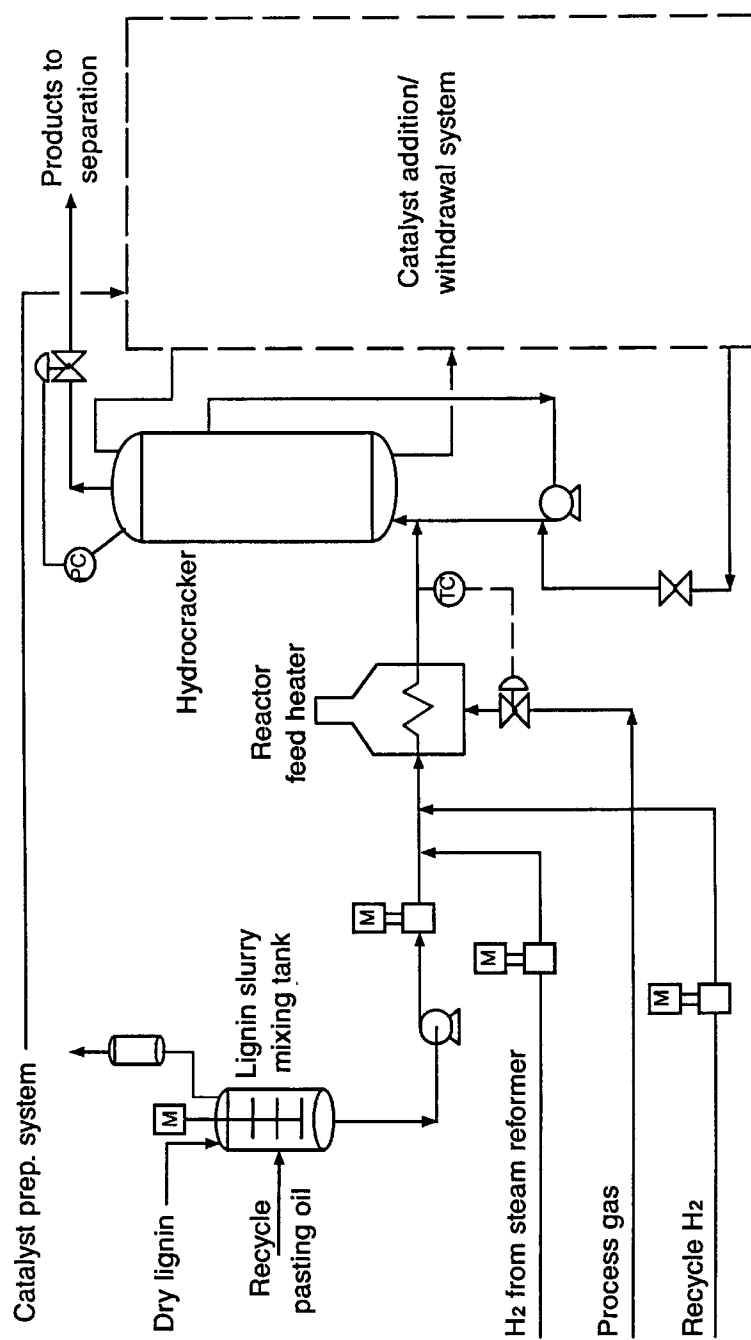 Catalyst prep. system
Dry lignin
Recycle
pasting oil
M
Lignin slurry
mixing tank
M
H2 from steam reformer
M
Process gas
Recycle H2
M
Reactor
feed heater
TC
Hydrocracker
PC
Products to
separation
Catalyst addition/
withdrawal system